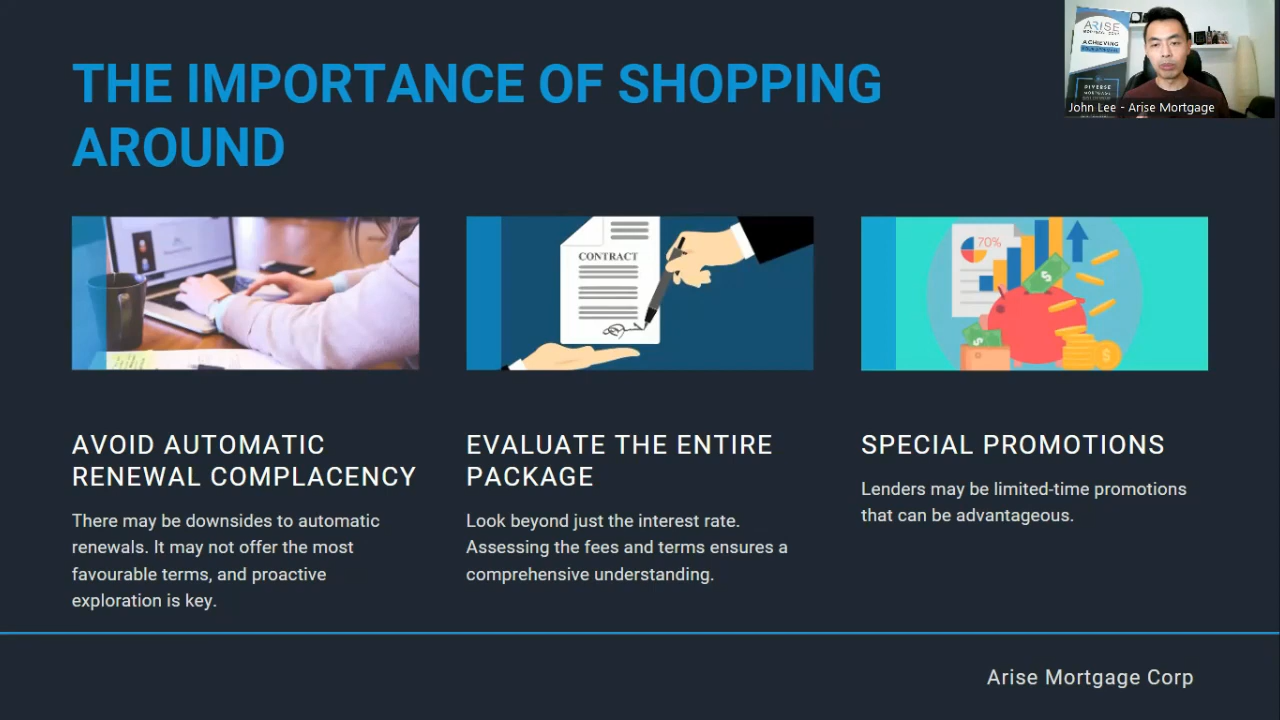 THE IMPORTANCE OF SHOPPING
AROUND
ARISE
ACHIEVING
DIVERSE
MORTGAGE
John Lee - Arise Mortgage
CONTRACT
70%
AVOID AUTOMATIC
RENEWAL COMPLACENCY
There may be downsides to automatic
renewals. It may not offer the most
favourable terms, and proactive
exploration is key.
EVALUATE THE ENTIRE
PACKAGE
Look beyond just the interest rate.
Assessing the fees and terms ensures a
comprehensive understanding.
SPECIAL PROMOTIONS
Lenders may be limited-time promotions
that can be advantageous.
Arise Mortgage Corp